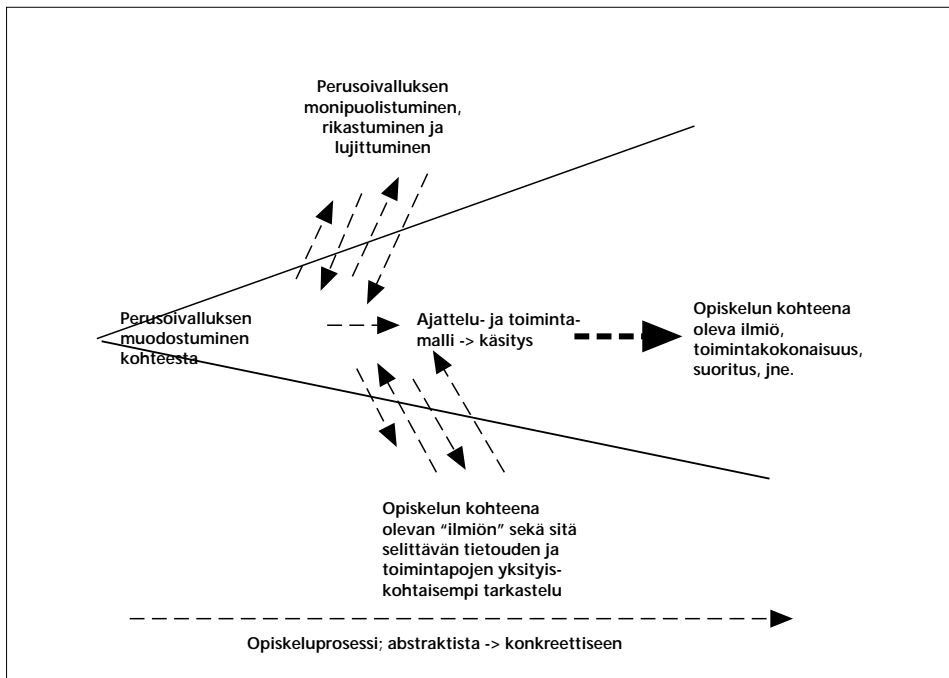 Perusoivalluksen
monipuolistuminen,
rikastuminen ja
lujittuminen
Perusoivalluksen
muodostuminen
kohteesta
Ajattelu- ja toiminta-
malli -> käsitys
Opiskelun kohteena
oleva ilmiö,
toimintakokonaisuus,
suoritus, jne.
Opiskelun kohteena
olevan “ilmiön” sekä sitä
selittävän tietouden ja
toimintapojen yksityis-
kohtaisempi tarkastelu
Opiskeluprosessi; abstraktista -> konkreettiseen